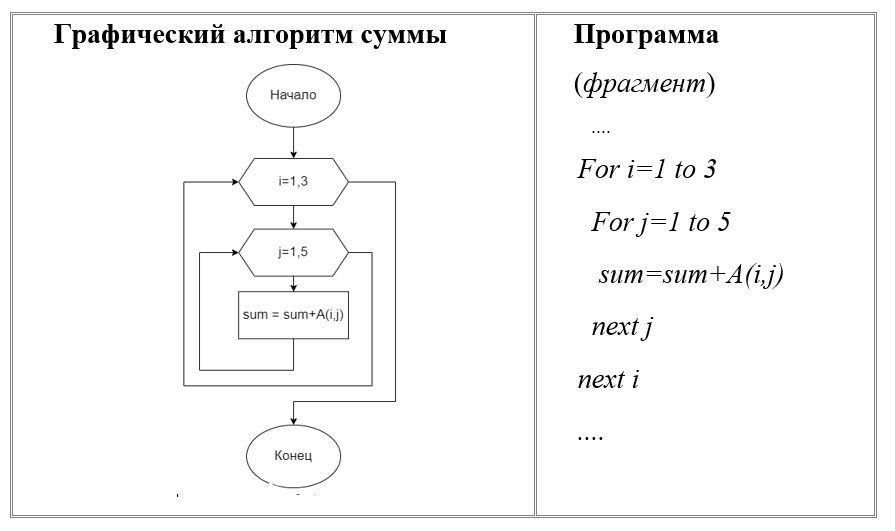 Графический алгоритм суммы
Начало
i=1,3
j=1,5
sum = sum+A(i,j)
Конец
Программа
(фрагмент)
....
For i=1 to 3
For j=1 to 5
sum=sum+A(i,j)
next j
next i
....